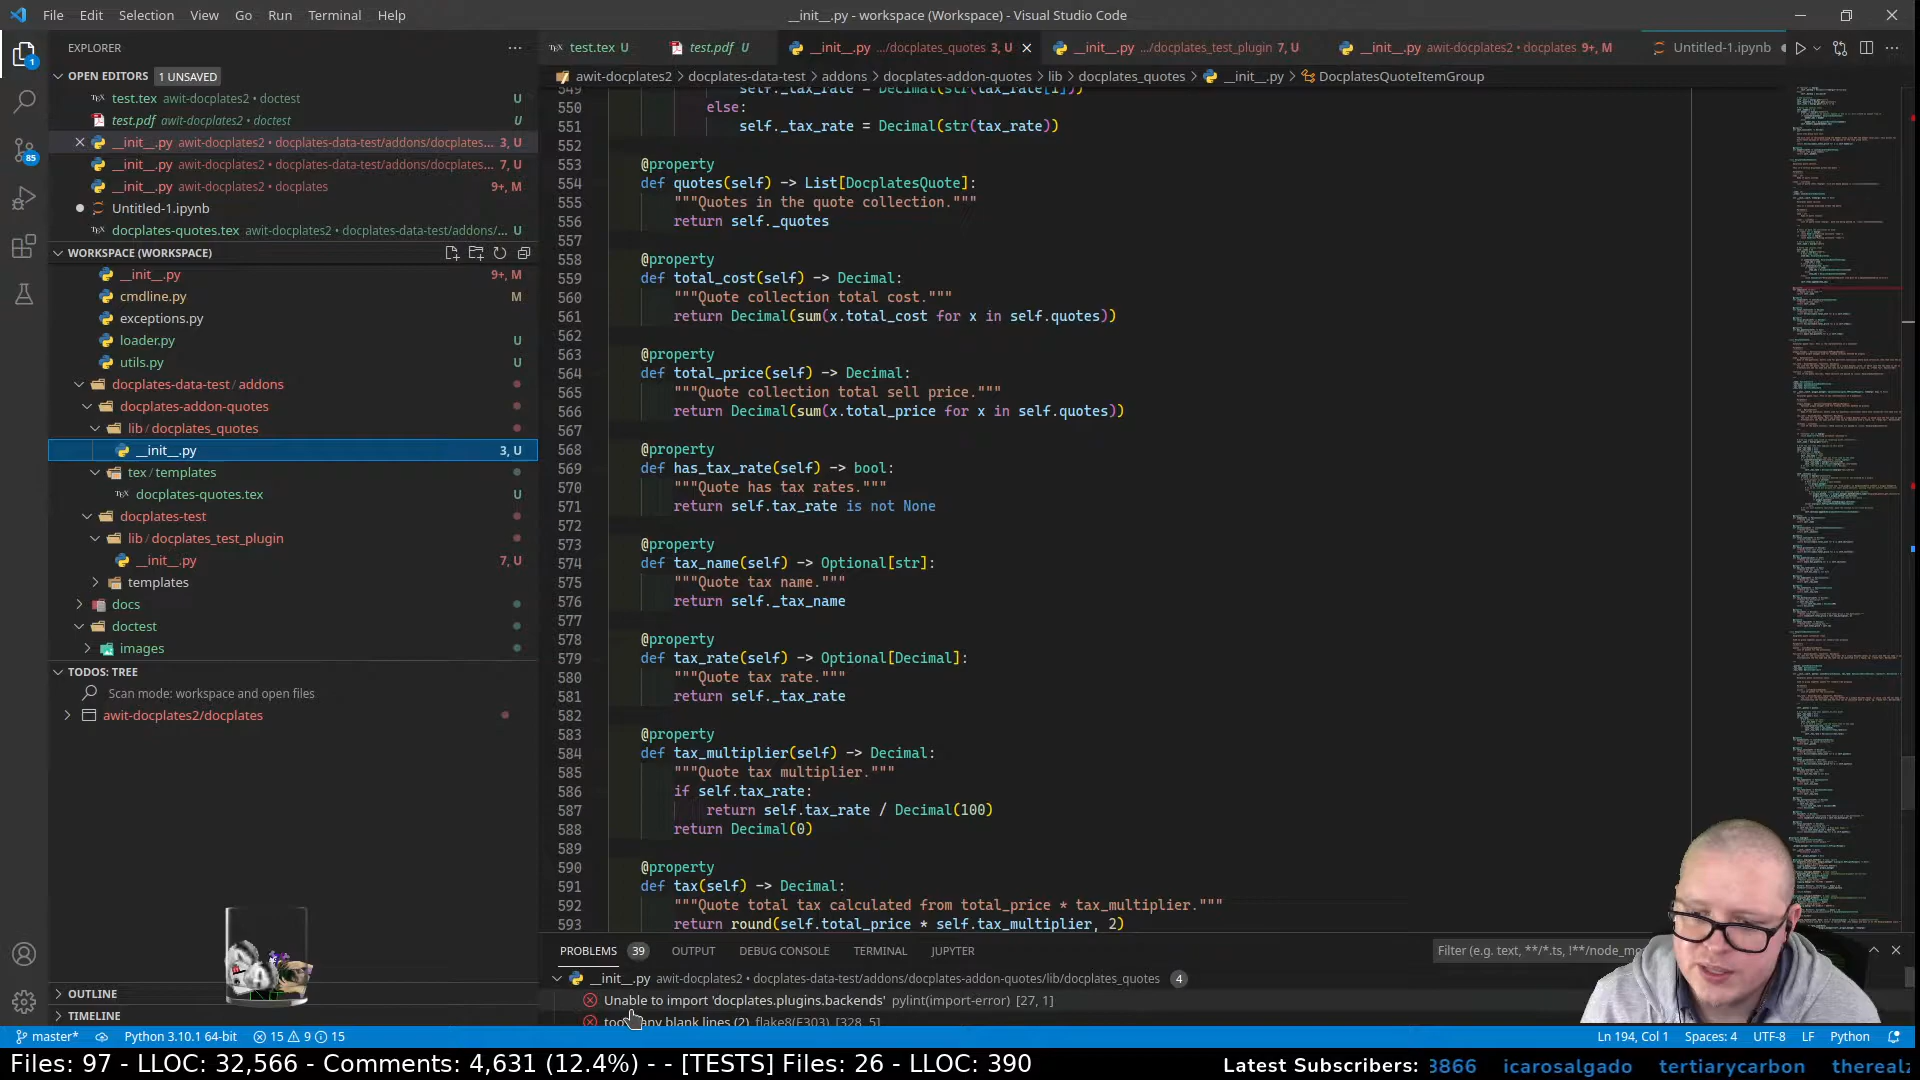 File Edit Selection View Go Run Terminal Help
__init__.py - workspace (Workspace) - Visual Studio Code
EXPLORER
OPEN EDITORS 1 UNSAVED
test.tex awit-docplates2 • doctest U
test.pdf awit-docplates2 • doctest U
__init__.py awit-docplates2 • docplates-data-test/addons/docplates... 3, U
__init__.py awit-docplates2 • docplates-data-test/addons/docplates... 7, U
__init__.py awit-docplates2 • docplates 9+, M
Untitled-1.ipynb
docplates-quotes.tex awit-docplates2 • docplates-data-test/addons/... U
WORKSPACE (WORKSPACE)
__init__.py 9+, M
cmdline.py M
exceptions.py
loader.py U
utils.py U
docplates-data-test / addons
docplates-addon-quotes
lib / docplates_quotes
__init__.py 3, U
tex / templates
docplates-quotes.tex U
docplates-test
lib / docplates_test_plugin
__init__.py 7, U
templates
docs
doctest
images
TODOS: TREE
Scan mode: workspace and open files
awit-docplates2/docplates
OUTLINE
TIMELINE
1
85
test.tex U
test.pdf U
__init__.py .../docplates_quotes 3, U
__init__.py .../docplates_test_plugin 7, U
__init__.py awit-docplates2 • docplates 9+, M
Untitled-1.ipynb
awit-docplates2 > docplates-data-test > addons > docplates-addon-quotes > lib > docplates_quotes > __init__.py > DocplatesQuoteItemGroup
549 self._tax_rate = Decimal(str(tax_rate[1]))
550 else:
551 self._tax_rate = Decimal(str(tax_rate))
552
553 @property
554 def quotes(self) -> List[DocplatesQuote]:
555 """Quotes in the quote collection."""
556 return self._quotes
557
558 @property
559 def total_cost(self) -> Decimal:
560 """Quote collection total cost."""
561 return Decimal(sum(x.total_cost for x in self.quotes))
562
563 @property
564 def total_price(self) -> Decimal:
565 """Quote collection total sell price."""
566 return Decimal(sum(x.total_price for x in self.quotes))
567
568 @property
569 def has_tax_rate(self) -> bool:
570 """Quote has tax rates."""
571 return self.tax_rate is not None
572
573 @property
574 def tax_name(self) -> Optional[str]:
575 """Quote tax name."""
576 return self._tax_name
577
578 @property
579 def tax_rate(self) -> Optional[Decimal]:
580 """Quote tax rate."""
581 return self._tax_rate
582
583 @property
584 def tax_multiplier(self) -> Decimal:
585 """Quote tax multiplier."""
586 if self.tax_rate:
587 return self.tax_rate / Decimal(100)
588 return Decimal(0)
589
590 @property
591 def tax(self) -> Decimal:
592 """Quote total tax calculated from total_price * tax_multiplier."""
593 return round(self.total_price * self.tax_multiplier, 2)
PROBLEMS 39 OUTPUT DEBUG CONSOLE TERMINAL JUPYTER
Filter (e.g. text, **/*.ts, !**/node_mo
__init__.py awit-docplates2 • docplates-data-test/addons/docplates-addon-quotes/lib/docplates_quotes 4
Unable to import 'docplates.plugins.backends' pylint(import-error) [27, 1]
blank lines (2) flake8(E303) [328, 5]
master* Python 3.10.1 64-bit 15 9 15
Ln 194, Col 1 Spaces: 4 UTF-8 LF Python
Files: 97 - LLOC: 32,566 - Comments: 4,631 (12.4%) - - [TESTS] Files: 26 - LLOC: 390
Latest Subscribers: 3866 icarosalgado tertiarycarbon therealz